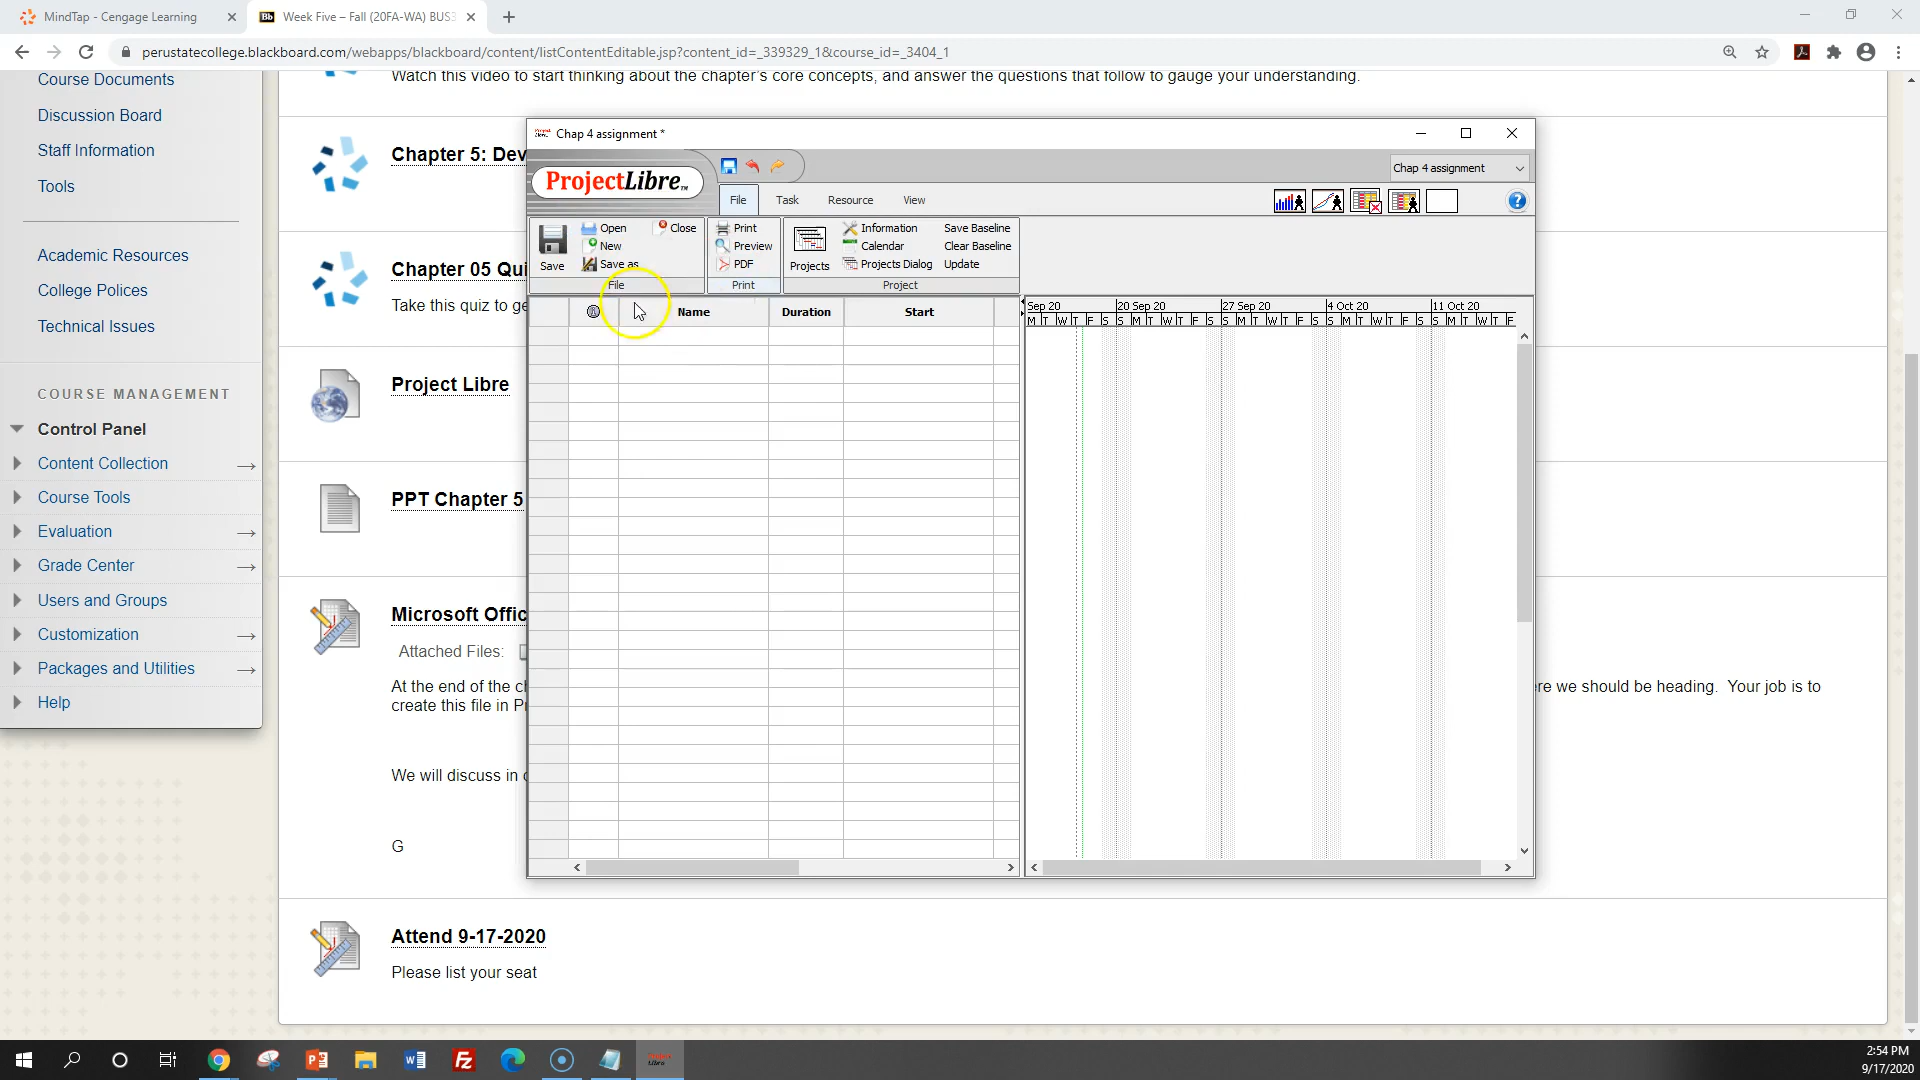 MindTap - Cengage Learning
Week Five – Fall (20FA-WA) BUS3
perustatecollege.blackboard.com/webapps/blackboard/content/listContentEditable.jsp?content_id=_339329_1&course_id=_3404_1
Course Documents
Discussion Board
Staff Information
Tools
Academic Resources
College Polices
Technical Issues
COURSE MANAGEMENT
Control Panel
Content Collection
Course Tools
Evaluation
Grade Center
Users and Groups
Customization
Packages and Utilities
Help
Watch this video to start thinking about the chapter's core concepts, and answer the questions that follow to gauge your understanding.
Chapter 5: Dev
Chapter 05 Qui
Take this quiz to ge
Project Libre
PPT Chapter 5
Microsoft Offic
Attached Files:
At the end of the ch
re we should be heading. Your job is to
create this file in Pr
We will discuss in c
G
Attend 9-17-2020
Please list your seat
Chap 4 assignment *
ProjectLibre
Chap 4 assignment
File Task Resource View
Save
Open
New
Save as
Close
File
Print
Preview
PDF
Print
Projects
Information
Calendar
Projects Dialog
Save Baseline
Clear Baseline
Update
Project
Name Duration Start
Sep 20 20 Sep 20 27 Sep 20 4 Oct 20 11 Oct 20
M T W T F S S M T W T F S S M T W T F S S M T W T F S S M T W T F
2:54 PM
9/17/2020